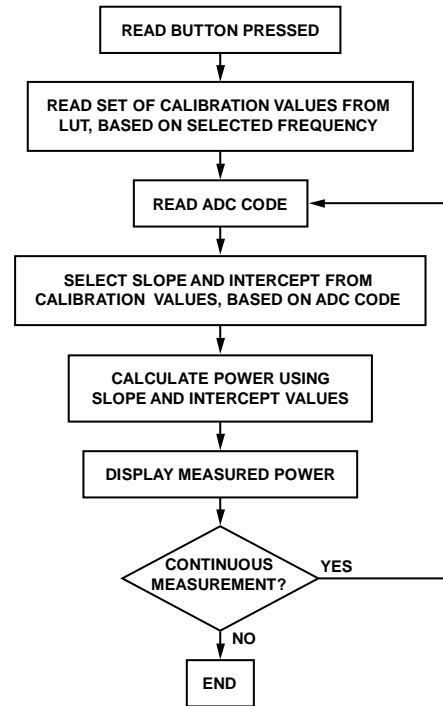 READ BUTTON PRESSED
READ SET OF CALIBRATION VALUES FROM
LUT, BASED ON SELECTED FREQUENCY
READ ADC CODE
SELECT SLOPE AND INTERCEPT FROM
CALIBRATION VALUES, BASED ON ADC CODE
CALCULATE POWER USING
SLOPE AND INTERCEPT VALUES
DISPLAY MEASURED POWER
CONTINUOUS
MEASUREMENT?
YES
NO
END